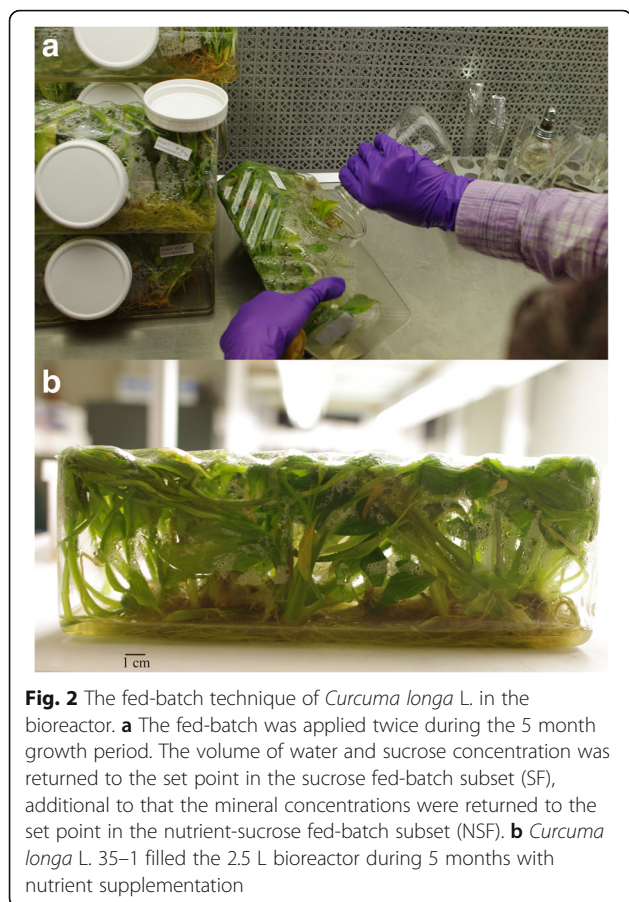 a
b
1 cm
Fig. 2 The fed-batch technique of Curcuma longa L. in the
bioreactor. a The fed-batch was applied twice during the 5 month
growth period. The volume of water and sucrose concentration was
returned to the set point in the sucrose fed-batch subset (SF),
additional to that the mineral concentrations were returned to the
set point in the nutrient-sucrose fed-batch subset (NSF). b Curcuma
longa L. 35–1 filled the 2.5 L bioreactor during 5 months with
nutrient supplementation